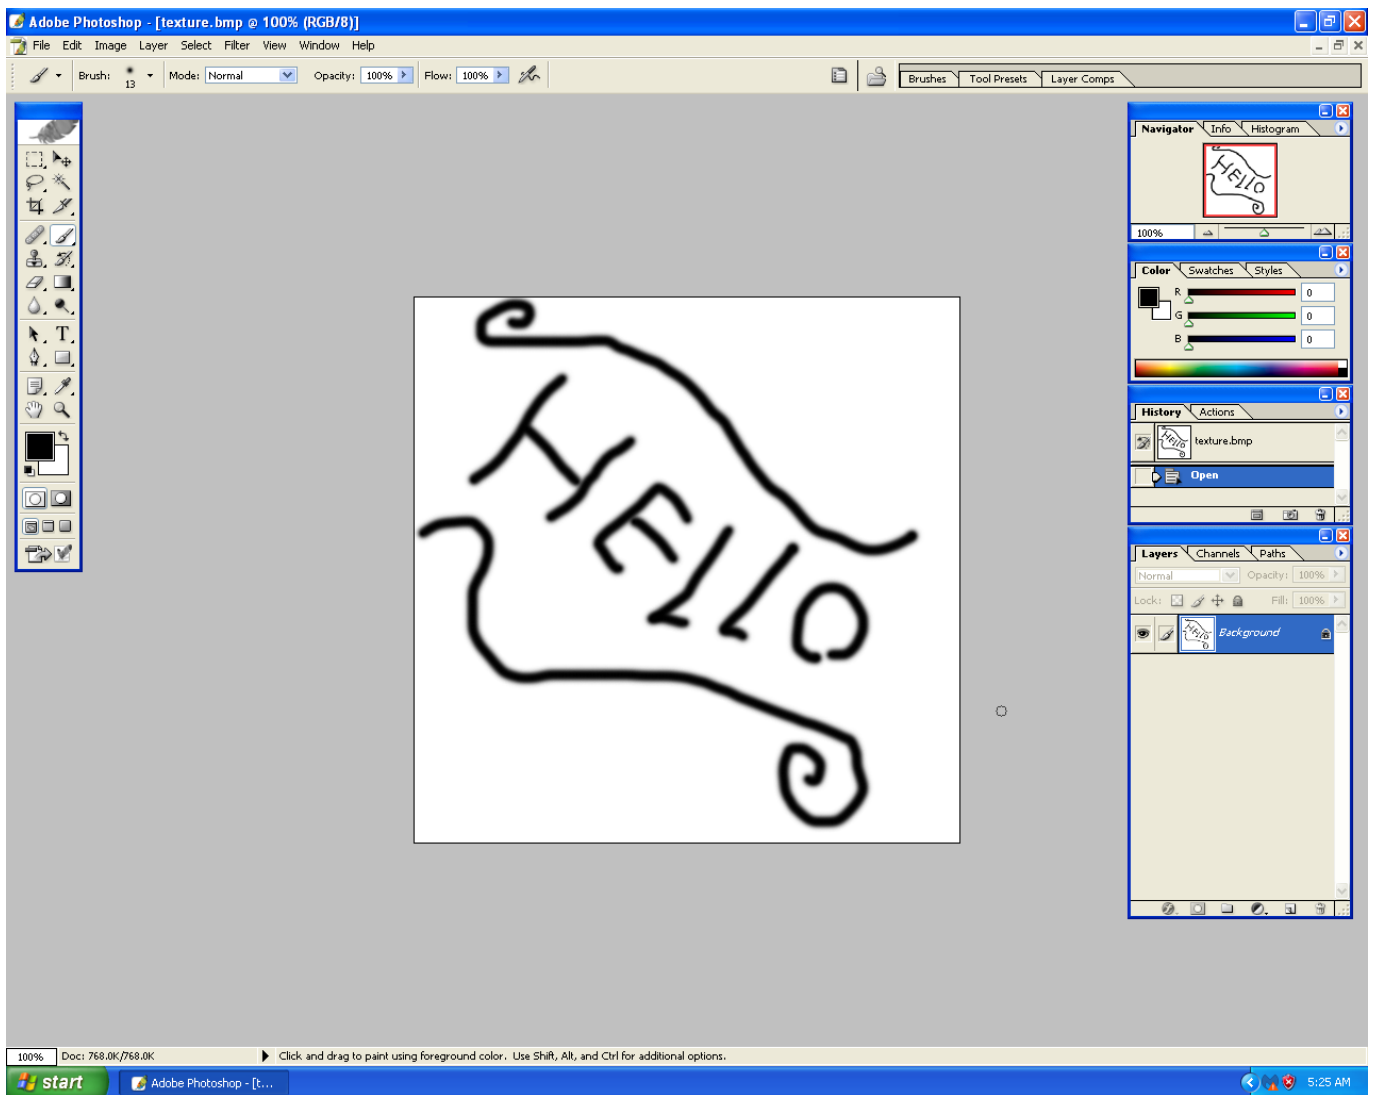 Adobe Photoshop - [texture.bmp @ 100% (RGB/8)]
File Edit Image Layer Select Filter View Window Help
Brush: 13 Mode: Normal Opacity: 100% Flow: 100% Brushes Tool Presets Layer Comps
Navigator Info Histogram
HELLO
100%
Color Swatches Styles
R 0
G 0
B 0
History Actions
texture.bmp
Open
HELLO
Layers Channels Paths
Normal Opacity: 100%
Lock: Fill: 100%
Background
100% Doc: 768.0K/768.0K Click and drag to paint using foreground color. Use Shift, Alt, and Ctrl for additional options.
start Adobe Photoshop - [t... 5:25 AM